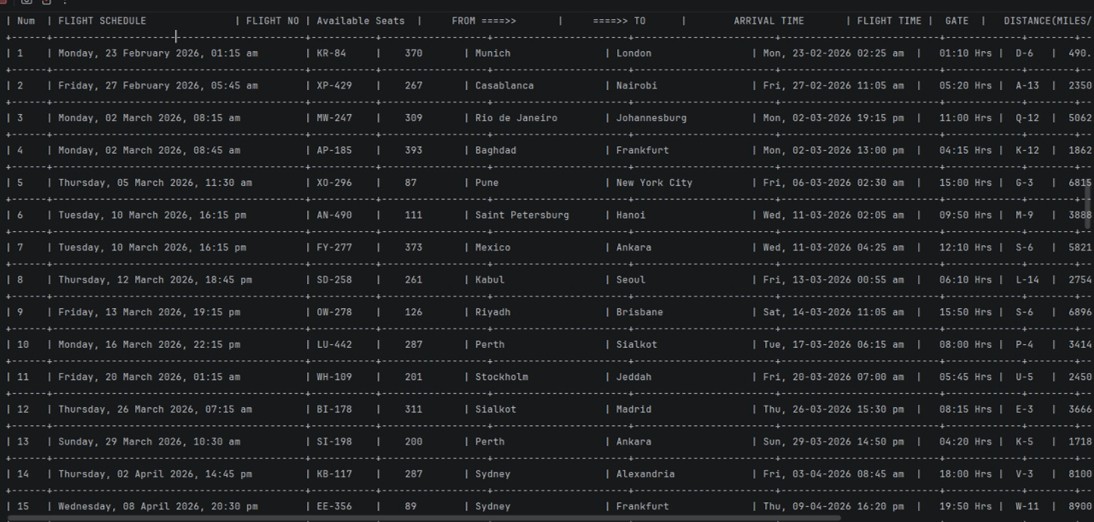 | Num | FLIGHT SCHEDULE | FLIGHT NO | Available Seats | FROM ====>> | ====>> TO | ARRIVAL TIME | FLIGHT TIME | GATE | DISTANCE(MILES/
| 1 | Monday, 23 February 2026, 01:15 am | KR-84 | 370 | Munich | London | Mon, 23-02-2026 02:25 am | 01:10 Hrs | D-6 | 490.
| 2 | Friday, 27 February 2026, 05:45 am | XP-429 | 267 | Casablanca | Nairobi | Fri, 27-02-2026 11:05 am | 05:20 Hrs | A-13 | 2350
| 3 | Monday, 02 March 2026, 08:15 am | MW-247 | 309 | Rio de Janeiro | Johannesburg | Mon, 02-03-2026 19:15 pm | 11:00 Hrs | Q-12 | 5062
| 4 | Monday, 02 March 2026, 08:45 am | AP-185 | 393 | Baghdad | Frankfurt | Mon, 02-03-2026 13:00 pm | 04:15 Hrs | K-12 | 1862
| 5 | Thursday, 05 March 2026, 11:30 am | XO-296 | 87 | Pune | New York City | Fri, 06-03-2026 02:30 am | 15:00 Hrs | G-3 | 6815
| 6 | Tuesday, 10 March 2026, 16:15 pm | AN-490 | 111 | Saint Petersburg | Hanoi | Wed, 11-03-2026 02:05 am | 09:50 Hrs | M-9 | 3888
| 7 | Tuesday, 10 March 2026, 16:15 pm | FY-277 | 373 | Mexico | Ankara | Wed, 11-03-2026 04:25 am | 12:10 Hrs | S-6 | 5821
| 8 | Thursday, 12 March 2026, 18:45 pm | SD-258 | 261 | Kabul | Seoul | Fri, 13-03-2026 00:55 am | 06:10 Hrs | L-14 | 2754
| 9 | Friday, 13 March 2026, 19:15 pm | OW-278 | 126 | Riyadh | Brisbane | Sat, 14-03-2026 11:05 am | 15:50 Hrs | S-6 | 6896
| 10 | Monday, 16 March 2026, 22:15 pm | LU-442 | 287 | Perth | Sialkot | Tue, 17-03-2026 06:15 am | 08:00 Hrs | P-4 | 3414
| 11 | Friday, 20 March 2026, 01:15 am | WH-109 | 201 | Stockholm | Jeddah | Fri, 20-03-2026 07:00 am | 05:45 Hrs | U-5 | 2450
| 12 | Thursday, 26 March 2026, 07:15 am | BI-178 | 311 | Sialkot | Madrid | Thu, 26-03-2026 15:30 pm | 08:15 Hrs | E-3 | 3666
| 13 | Sunday, 29 March 2026, 10:30 am | SI-198 | 200 | Perth | Ankara | Sun, 29-03-2026 14:50 pm | 04:20 Hrs | K-5 | 1718
| 14 | Thursday, 02 April 2026, 14:45 pm | KB-117 | 287 | Sydney | Alexandria | Fri, 03-04-2026 08:45 am | 18:00 Hrs | V-3 | 8100
| 15 | Wednesday, 08 April 2026, 20:30 pm | EE-356 | 89 | Sydney | Frankfurt | Thu, 09-04-2026 16:20 pm | 19:50 Hrs | W-11 | 8900